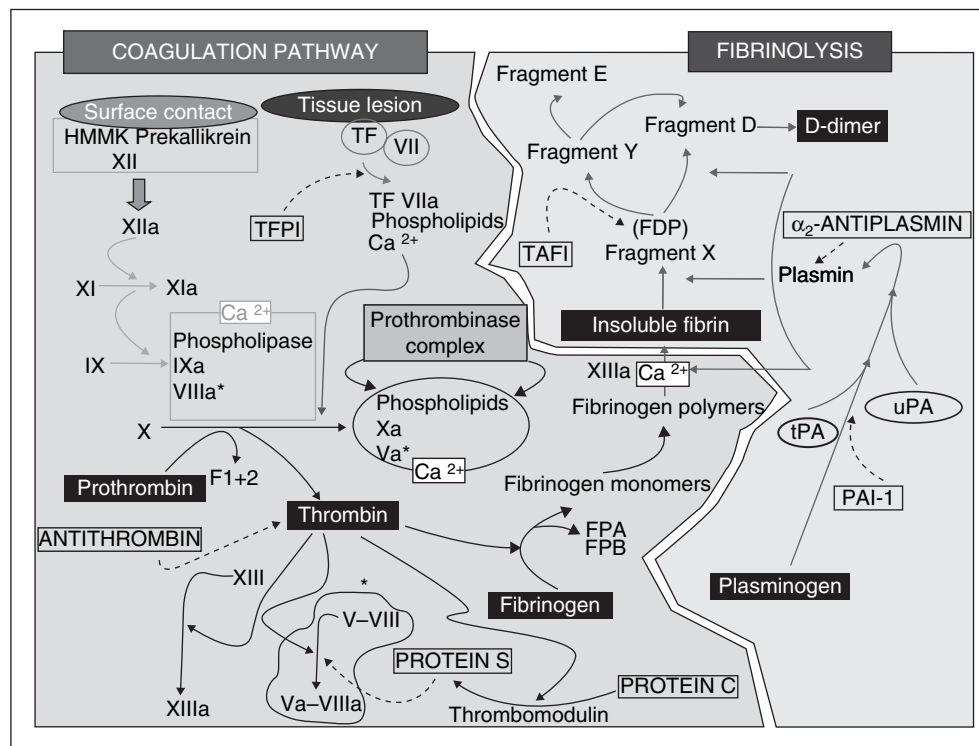 COAGULATION PATHWAY
Surface contact
HMMK Prekallikrein
XII
XIIa
XI
XIa
IX
Ca 2+
Phospholipase
IXa
VIIIa*
Tissue lesion
TF
VII
TFPI
TF VIIa
Phospholipids
Ca 2+
Prothrombinase
complex
Phospholipids
Xa
Va*
Ca 2+
X
Prothrombin
F1+2
Thrombin
ANTITHROMBIN
XIII
XIIIa
*
V–VIII
Va–VIIIa
PROTEIN S
PROTEIN C
Thrombomodulin
Fibrinogen
FPA
FPB
Fibrinogen monomers
Fibrinogen polymers
XIIIa
Ca 2+
FIBRINOLYSIS
Fragment E
Fragment Y
Fragment D
D-dimer
TAFI
(FDP)
Fragment X
Insoluble fibrin
α2-ANTIPLASMIN
Plasmin
tPA
uPA
PAI-1
Plasminogen